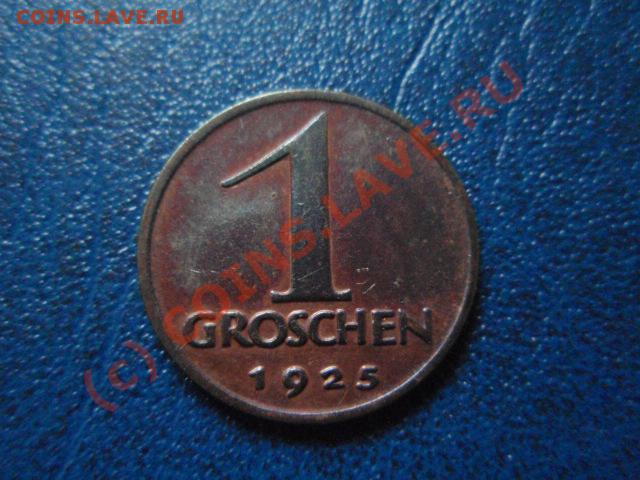 COINS.LAVE.RU
1
GROSCHEN
1925
(c) COINS.LAVE.RU